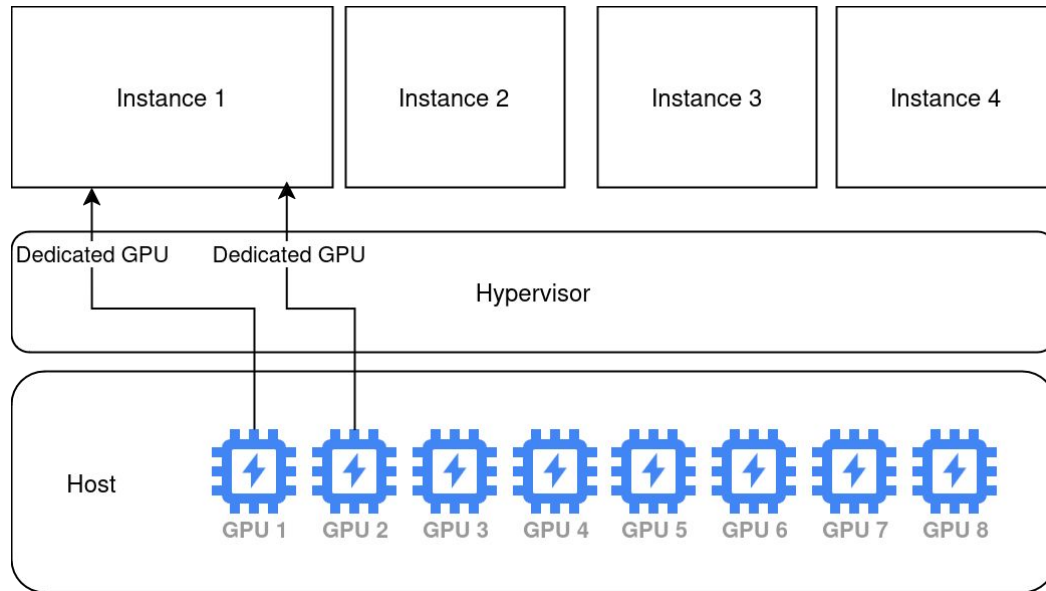 Instance 1
Instance 2
Instance 3
Instance 4
Dedicated GPU
Dedicated GPU
Hypervisor
Host
GPU 1
GPU 2
GPU 3
GPU 4
GPU 5
GPU 6
GPU 7
GPU 8